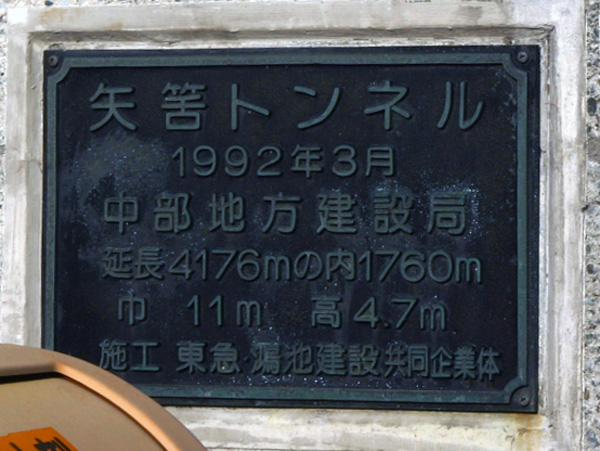 矢筈トンネル
1992年3月
中部地方建設局
延長4176mの内1760m
巾 11m 高4.7m
施工 東急・鴻池建設共同企業体